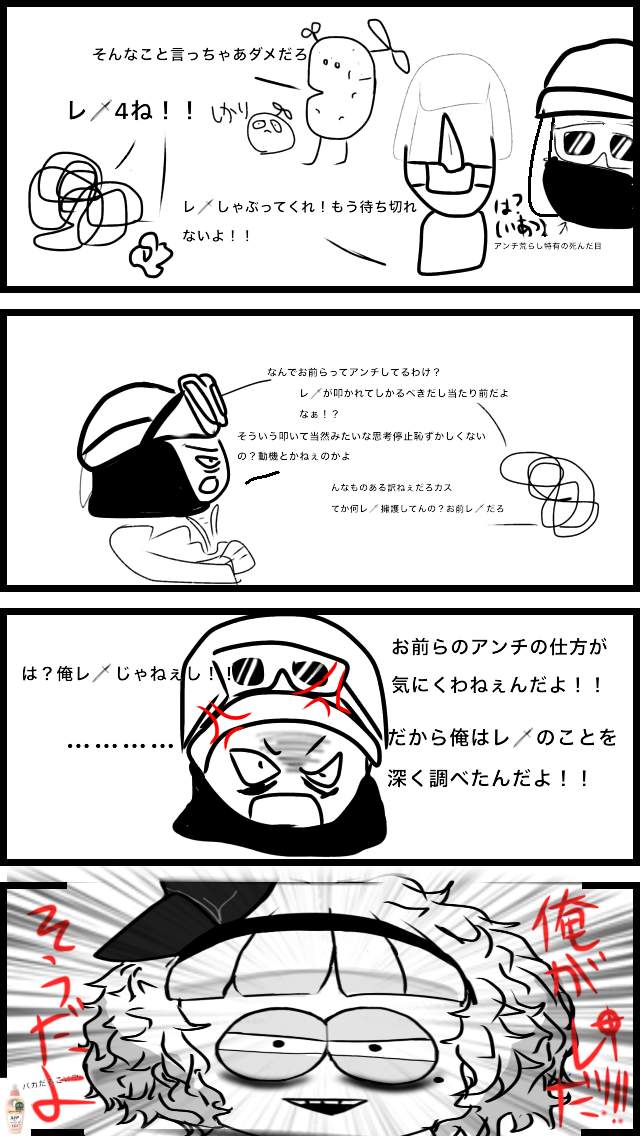 そんなこと言っちゃあダメだろ
レ〆4ね！！
しゃり
レ〆しゃぶってくれ！もう待ち切れ
ないよ！！
は？
アンチ荒らし特有の死んだ目
なんでお前らってアンチしてるわけ？
レ〆が叩かれてしかるべきだし当たり前だよ
なぁ！？
そういう叩いて当然みたいな思考停止恥ずかしくない
の？動機とかねぇのかよ
んなものある訳ねぇだろカス
てか何レ〆擁護してんの？お前レ〆だろ
は？俺レ〆じゃねぇし！！
…………
お前らのアンチの仕方が
気にくわねぇんだよ！！
だから俺はレ〆のことを
深く調べたんだよ！！
そうだよ
俺がレ〆だ!!!!